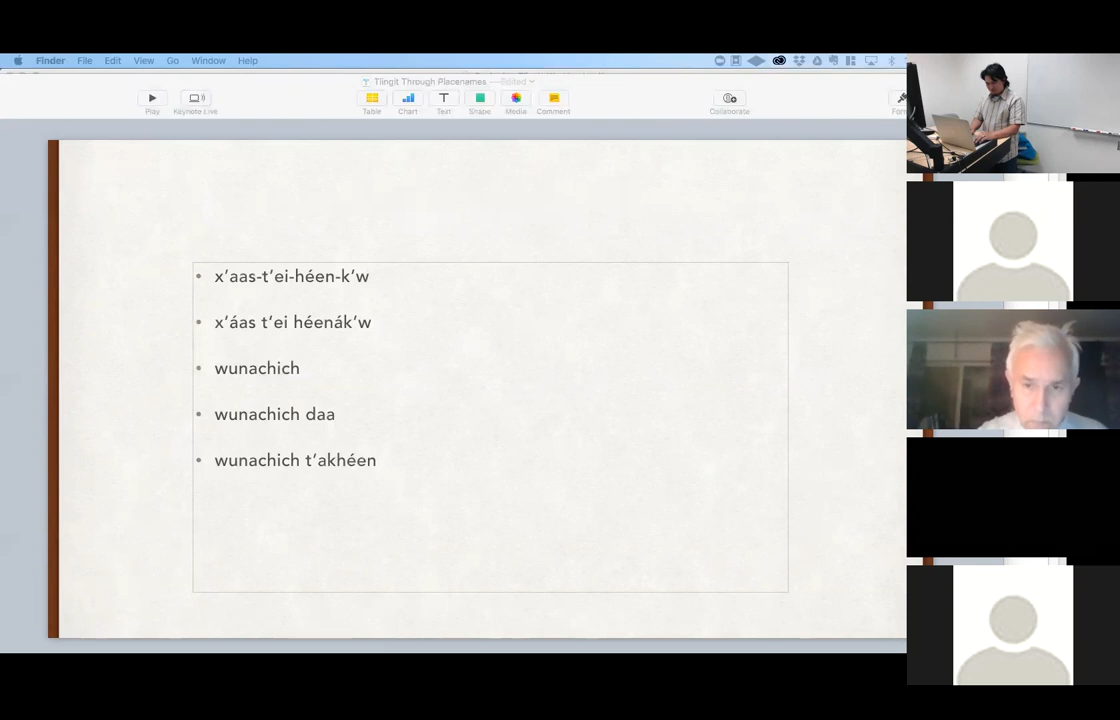 Finder File Edit View Go Window Help
Tlingit Through Placenames — Edited
Play Keynote Live Table Chart Text Shape Media Comment Collaborate
• x’aas-t’ei-héen-k’w
• x’áas t’ei héenák’w
• wunachich
• wunachich daa
• wunachich t’akhéen